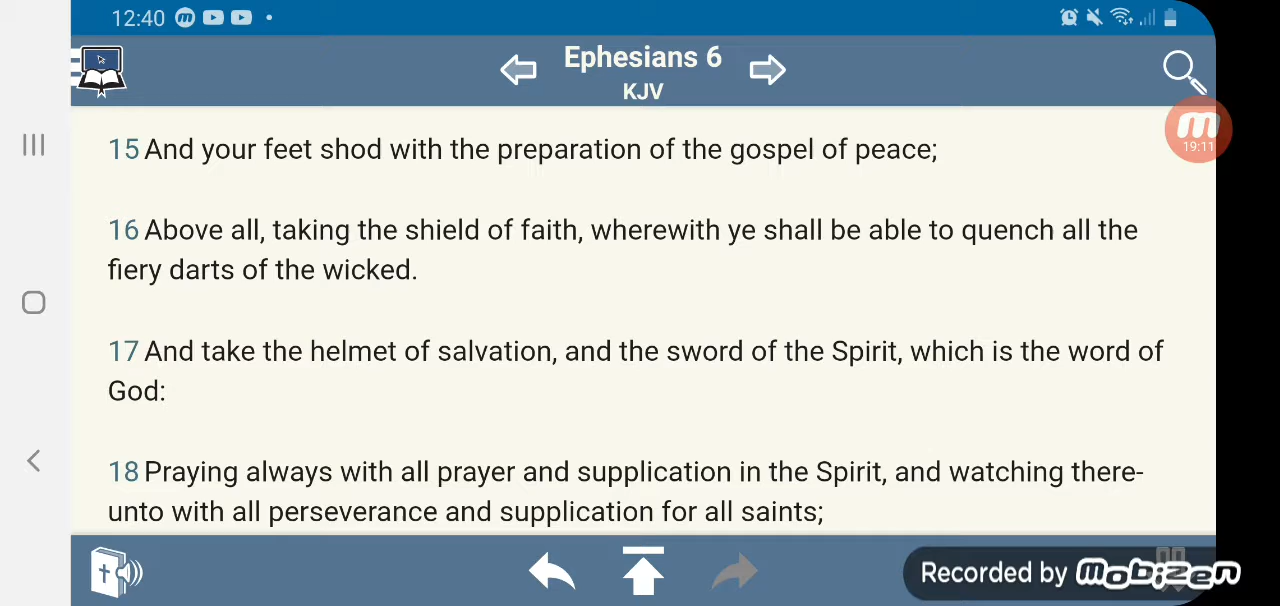 12:40
Ephesians 6
KJV
19:11
15 And your feet shod with the preparation of the gospel of peace;
16 Above all, taking the shield of faith, wherewith ye shall be able to quench all the
fiery darts of the wicked.
17 And take the helmet of salvation, and the sword of the Spirit, which is the word of
God:
18 Praying always with all prayer and supplication in the Spirit, and watching there-
unto with all perseverance and supplication for all saints;
Recorded by Mobizen